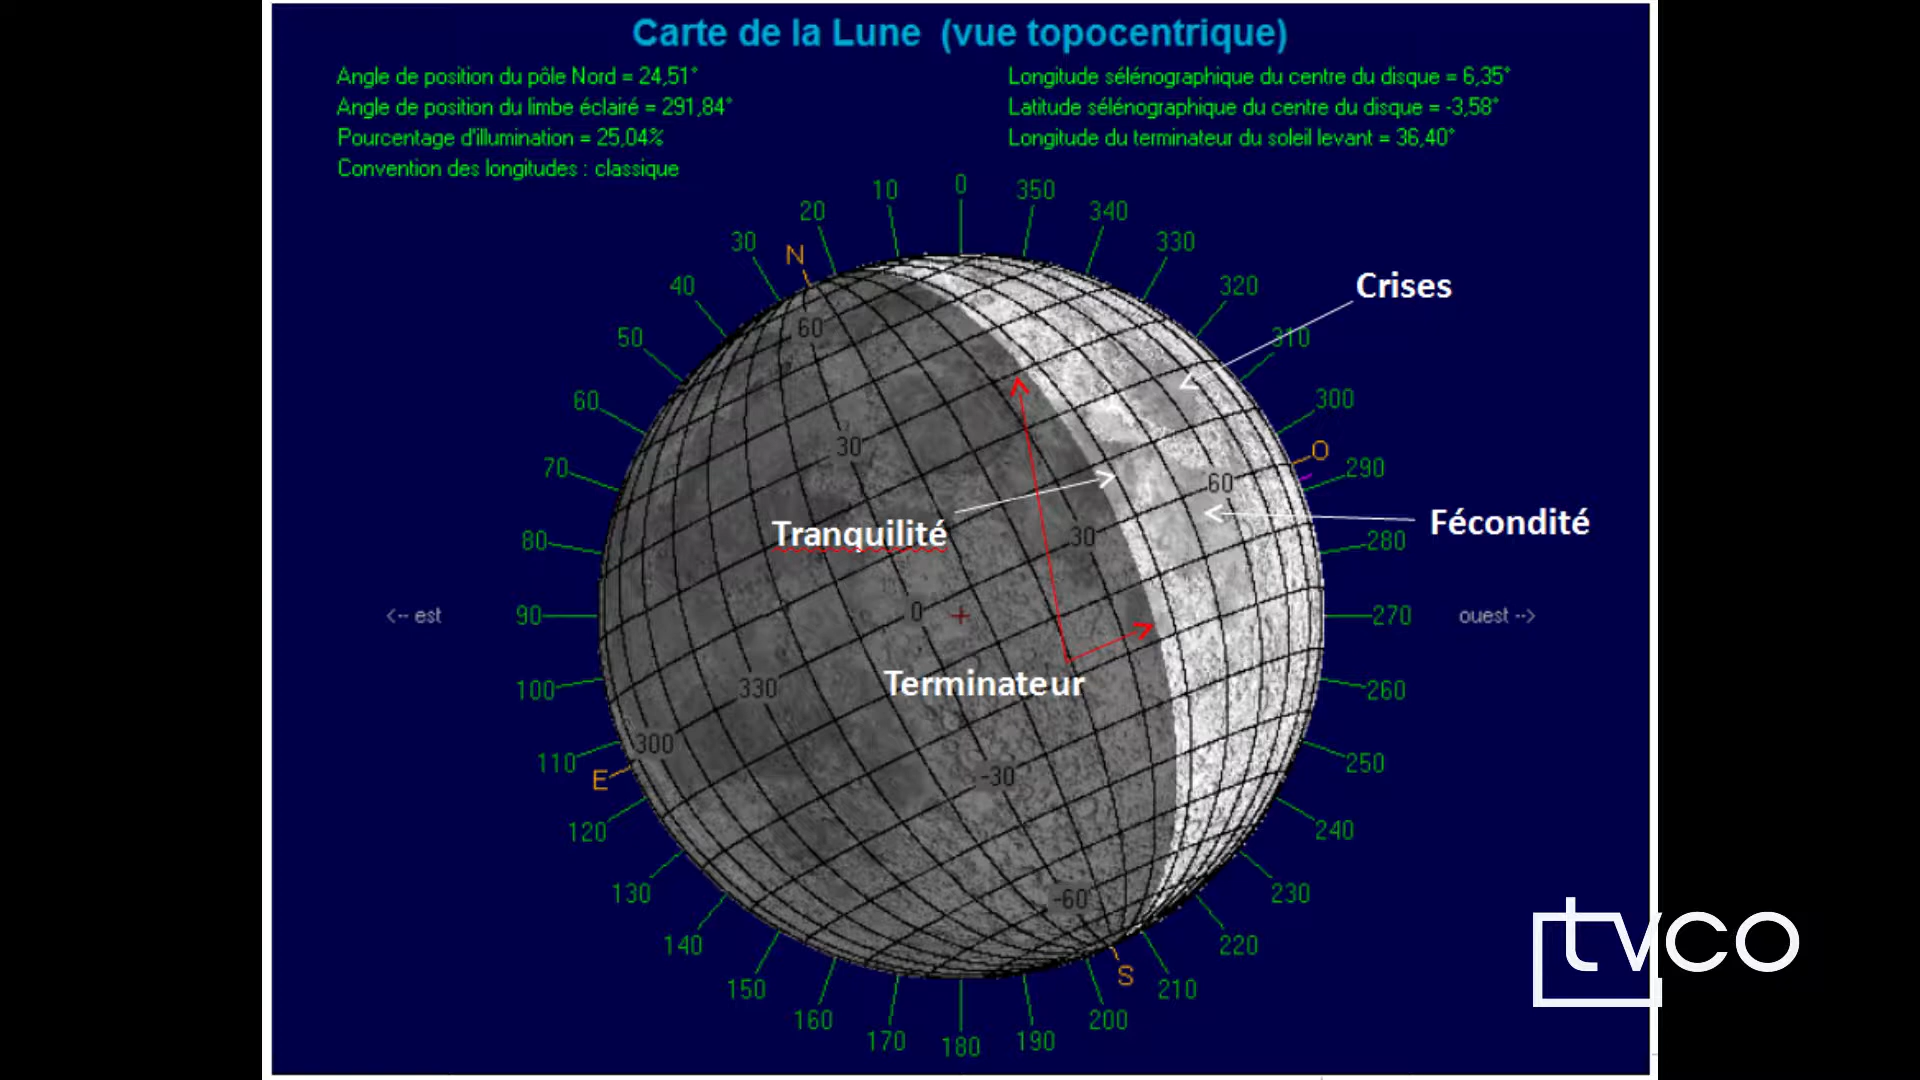 Carte de la Lune (vue topocentrique)
Angle de position du pôle Nord = 24,51°
Angle de position du limbe éclairé = 291,84°
Pourcentage d'illumination = 25,04%
Convention des longitudes : classique
Longitude sélénographique du centre du disque = 6,35°
Latitude sélénographique du centre du disque = -3,58°
Longitude du terminateur du soleil levant = 36,40°
0
10
350
20
340
30
330
N
40
320
Crises
50
310
60
300
O
70
290
80
280
<-- est
90
270
ouest -->
100
260
110
250
E
120
240
130
230
140
220
S
150
210
160
200
170
190
180
60
30
60
30
0
330
300
-30
-60
Tranquilité
Fécondité
Terminateur
tvco